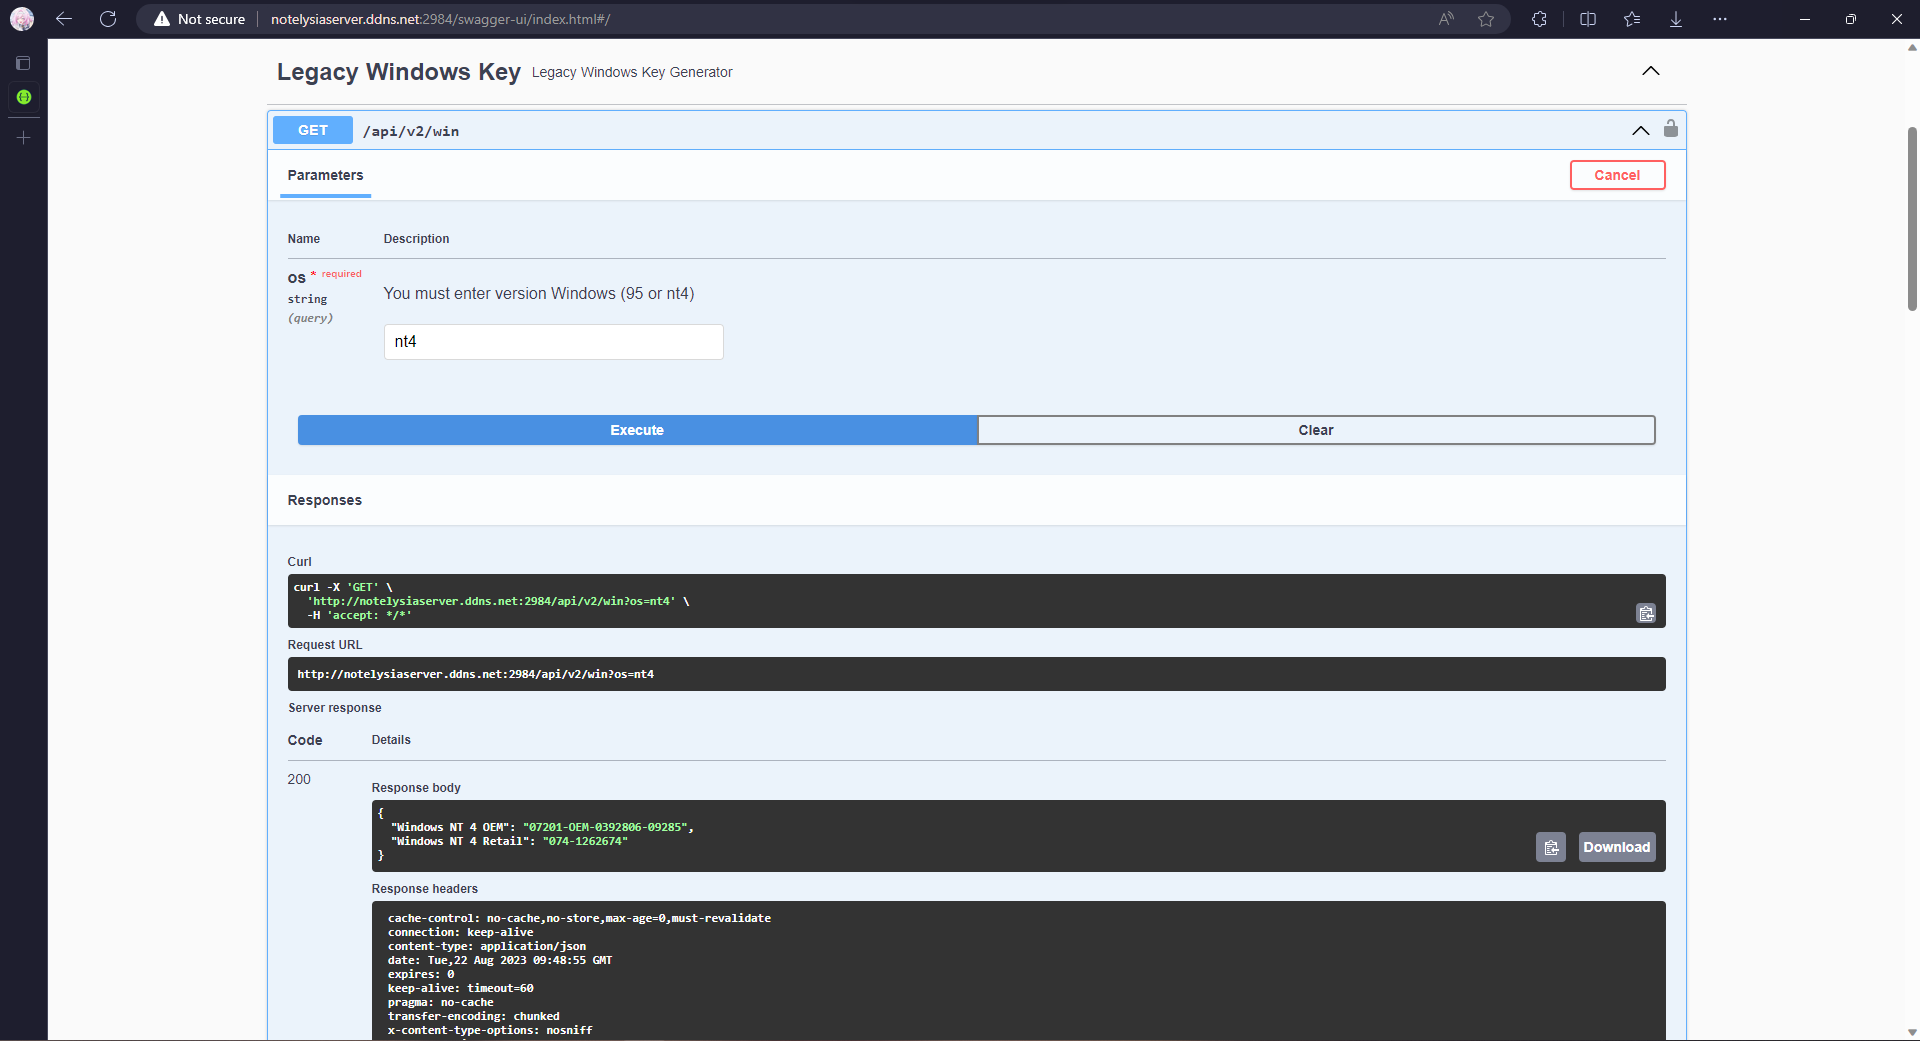 Not secure
notelysiaserver.ddns.net:2984/swagger-ui/index.html#/
Legacy Windows Key Legacy Windows Key Generator
GET /api/v2/win
Parameters
Cancel
Name Description
os * required
string
(query)
You must enter version Windows (95 or nt4)
nt4
Execute Clear
Responses
Curl
curl -X 'GET' \
'http://notelysiaserver.ddns.net:2984/api/v2/win?os=nt4' \
-H 'accept: */*'
Request URL
http://notelysiaserver.ddns.net:2984/api/v2/win?os=nt4
Server response
Code Details
200
Response body
{
"Windows NT 4 OEM": "07201-OEM-0392806-09285",
"Windows NT 4 Retail": "074-1262674"
}
Download
Response headers
cache-control: no-cache,no-store,max-age=0,must-revalidate
connection: keep-alive
content-type: application/json
date: Tue,22 Aug 2023 09:48:55 GMT
expires: 0
keep-alive: timeout=60
pragma: no-cache
transfer-encoding: chunked
x-content-type-options: nosniff